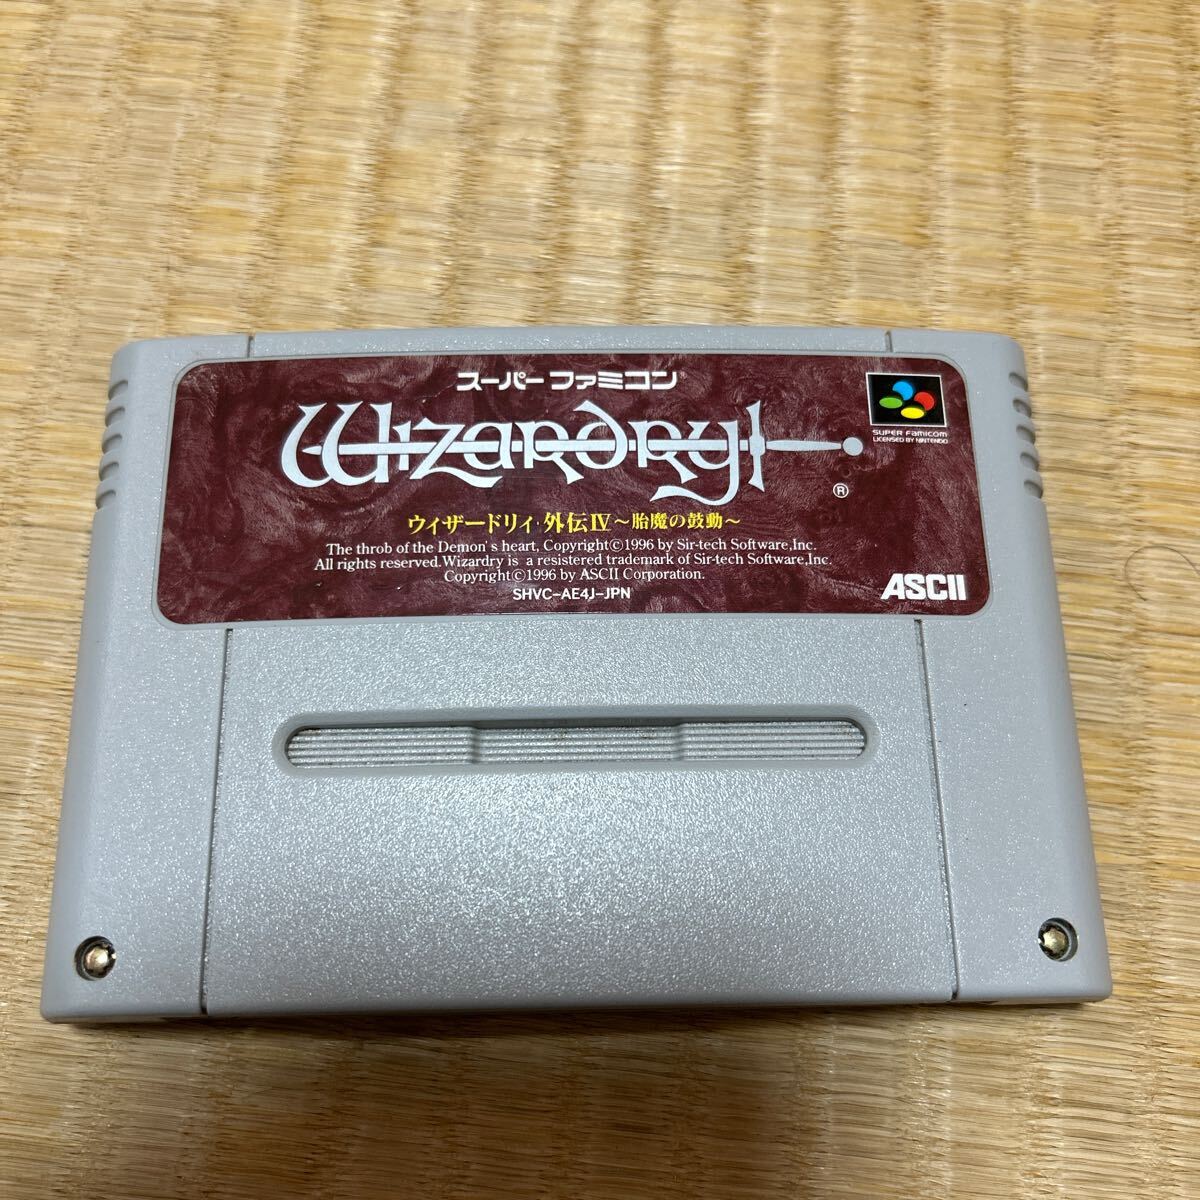 スーパーファミコン
Wizardry
®
SUPER Famicom
LICENSED BY NINTENDO
ウィザードリィ・外伝IV～胎魔の鼓動～
The throb of the Demon's heart, Copyright©1996 by Sir-tech Software,Inc.
All rights reserved.Wizardry is a registered trademark of Sir-tech Software,Inc.
Copyright©1996 by ASCII Corporation.
SHVC-AE4J-JPN
ASCII